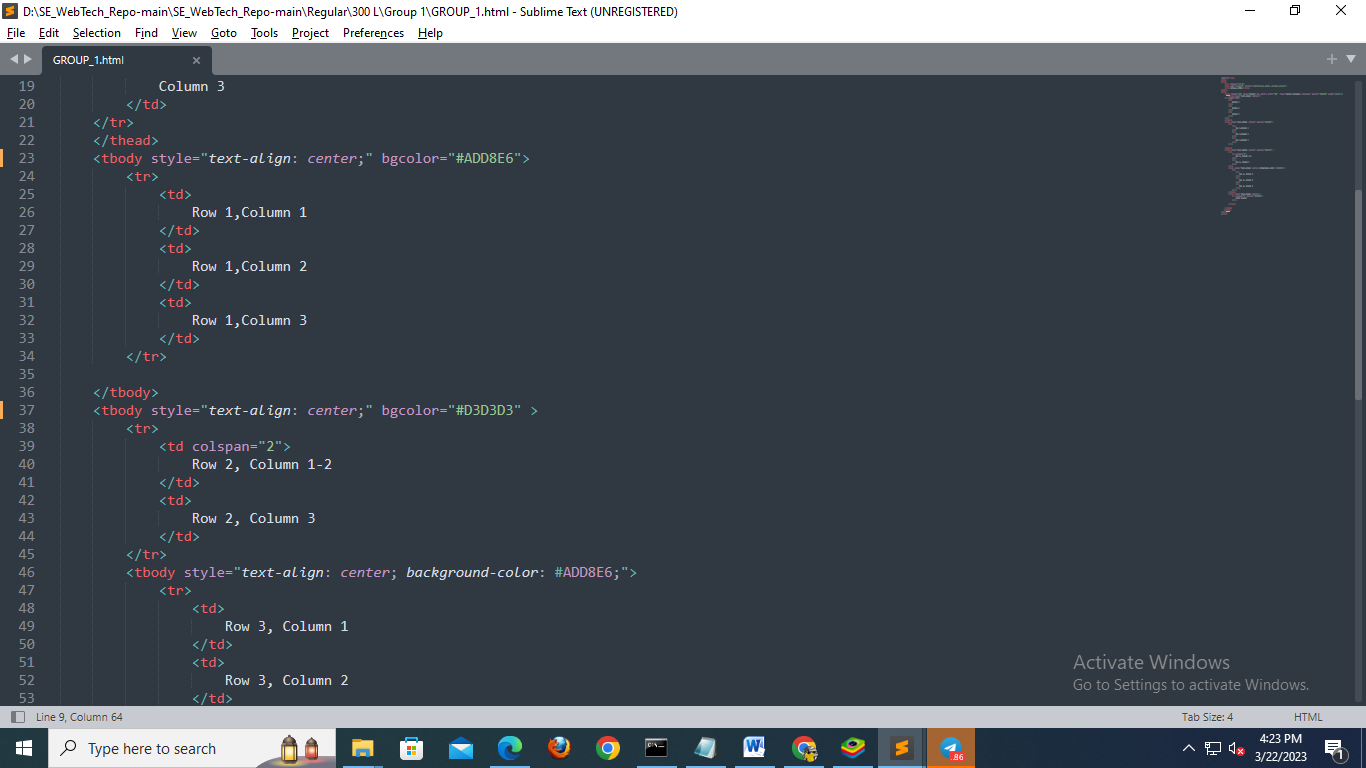 D:\SE_WebTech_Repo-main\SE_WebTech_Repo-main\Regular\300 L\Group 1\GROUP_1.html - Sublime Text (UNREGISTERED)
File Edit Selection Find View Goto Tools Project Preferences Help
GROUP_1.html
19 Column 3
20 </td>
21 </tr>
22 </thead>
23 <tbody style="text-align: center;" bgcolor="#ADD8E6">
24 <tr>
25 <td>
26 Row 1,Column 1
27 </td>
28 <td>
29 Row 1,Column 2
30 </td>
31 <td>
32 Row 1,Column 3
33 </td>
34 </tr>
35
36 </tbody>
37 <tbody style="text-align: center;" bgcolor="#D3D3D3" >
38 <tr>
39 <td colspan="2">
40 Row 2, Column 1-2
41 </td>
42 <td>
43 Row 2, Column 3
44 </td>
45 </tr>
46 <tbody style="text-align: center; background-color: #ADD8E6;">
47 <tr>
48 <td>
49 Row 3, Column 1
50 </td>
51 <td>
52 Row 3, Column 2
53 </td>
Activate Windows
Go to Settings to activate Windows.
Line 9, Column 64 Tab Size: 4 HTML
Type here to search
.86
4:23 PM
3/22/2023
1